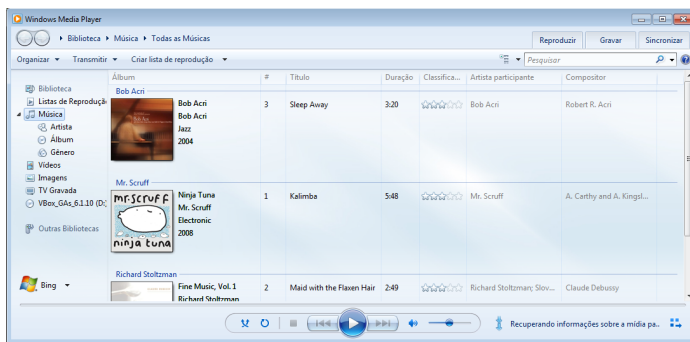 Windows Media Player
Biblioteca Música Todas as Músicas
Reproduzir Gravar Sincronizar
Organizar Transmitir Criar lista de reprodução Pesquisar
Álbum # Título Duração Classifica... Artista participante Compositor
Biblioteca
Listas de Reproduçã
Música
Artista
Álbum
Gênero
Vídeos
Imagens
TV Gravada
VBox_GAs_6.1.10 (D:
Outras Bibliotecas
Bing
Bob Acri
Bob Acri 3 Sleep Away 3:20 Bob Acri Robert R. Acri
Bob Acri
Jazz
2004
Mr. Scruff
mr.scruff
ninja tuna
Ninja Tuna 1 Kalimba 5:48 Mr. Scruff A. Carthy and A. Kingsl...
Mr. Scruff
Electronic
2008
Richard Stoltzman
Fine Music, Vol. 1 2 Maid with the Flaxen Hair 2:49 Richard Stoltzman; Slov... Claude Debussy
Richard Stoltzman
Recuperando informações sobre a mídia pa...